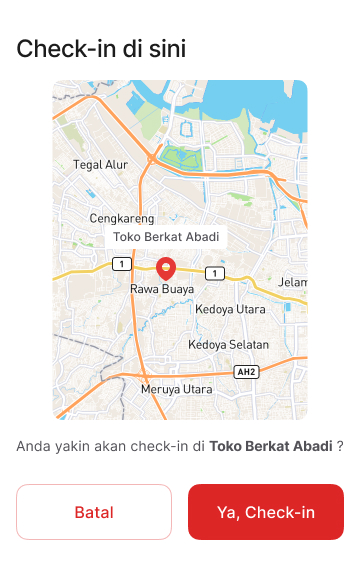 Check-in di sini
Tegal Alur
Cengkareng
Toko Berkat Abadi
1
1
Rawa Buaya
Jelam
Kedoya Utara
Kedoya Selatan
AH2
Meruya Utara
Anda yakin akan check-in di Toko Berkat Abadi ?
Batal
Ya, Check-in